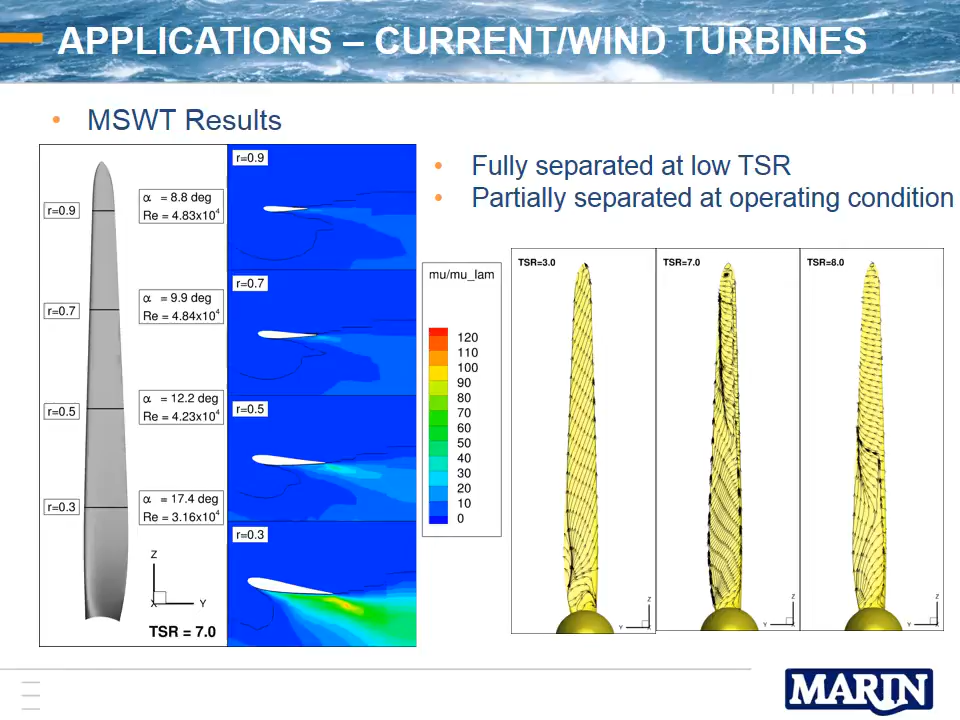 APPLICATIONS – CURRENT/WIND TURBINES
• MSWT Results
• Fully separated at low TSR
• Partially separated at operating condition
r=0.9
α = 8.8 deg
Re = 4.83x10⁴
r=0.9
r=0.7
α = 9.9 deg
Re = 4.84x10⁴
r=0.7
r=0.5
α = 12.2 deg
Re = 4.23x10⁴
r=0.5
r=0.3
α = 17.4 deg
Re = 3.16x10⁴
r=0.3
Z
X
Y
TSR = 7.0
mu/mu_lam
120
110
100
90
80
70
60
50
40
30
20
10
0
TSR=3.0
Z
Y
X
TSR=7.0
Z
Y
X
TSR=8.0
Z
Y
X
MARIN